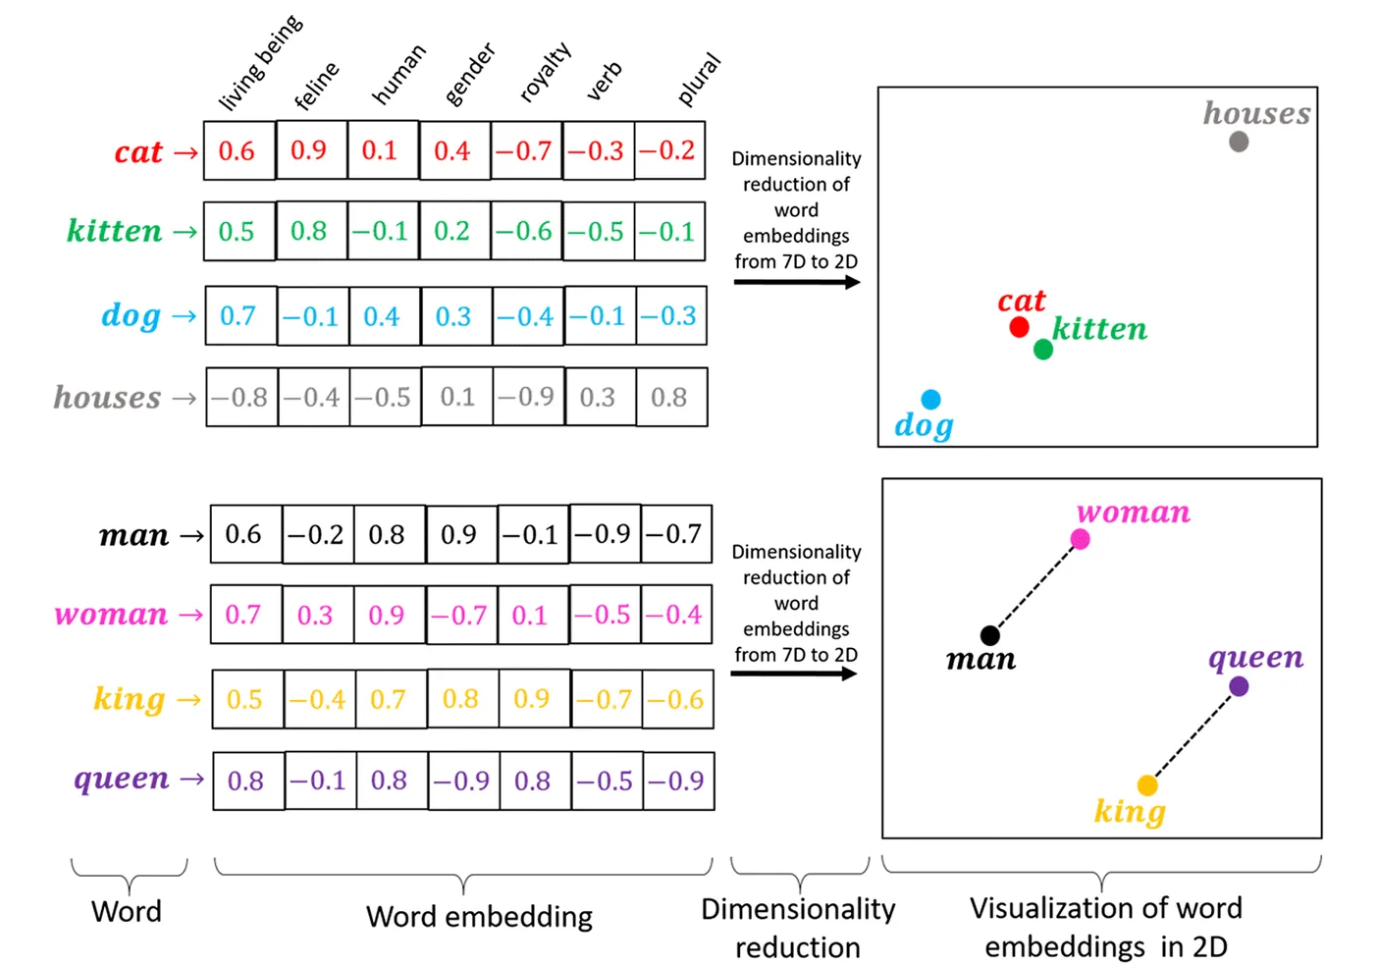 living being feline human gender royalty verb plural
cat → 0.6 0.9 0.1 0.4 −0.7 −0.3 −0.2
kitten → 0.5 0.8 −0.1 0.2 −0.6 −0.5 −0.1
dog → 0.7 −0.1 0.4 0.3 −0.4 −0.1 −0.3
houses → −0.8 −0.4 −0.5 0.1 −0.9 0.3 0.8
Dimensionality
reduction of
word
embeddings
from 7D to 2D
houses
cat
kitten
dog
man → 0.6 −0.2 0.8 0.9 −0.1 −0.9 −0.7
woman → 0.7 0.3 0.9 −0.7 0.1 −0.5 −0.4
king → 0.5 −0.4 0.7 0.8 0.9 −0.7 −0.6
queen → 0.8 −0.1 0.8 −0.9 0.8 −0.5 −0.9
Dimensionality
reduction of
word
embeddings
from 7D to 2D
woman
man
queen
king
Word
Word embedding
Dimensionality
reduction
Visualization of word
embeddings in 2D